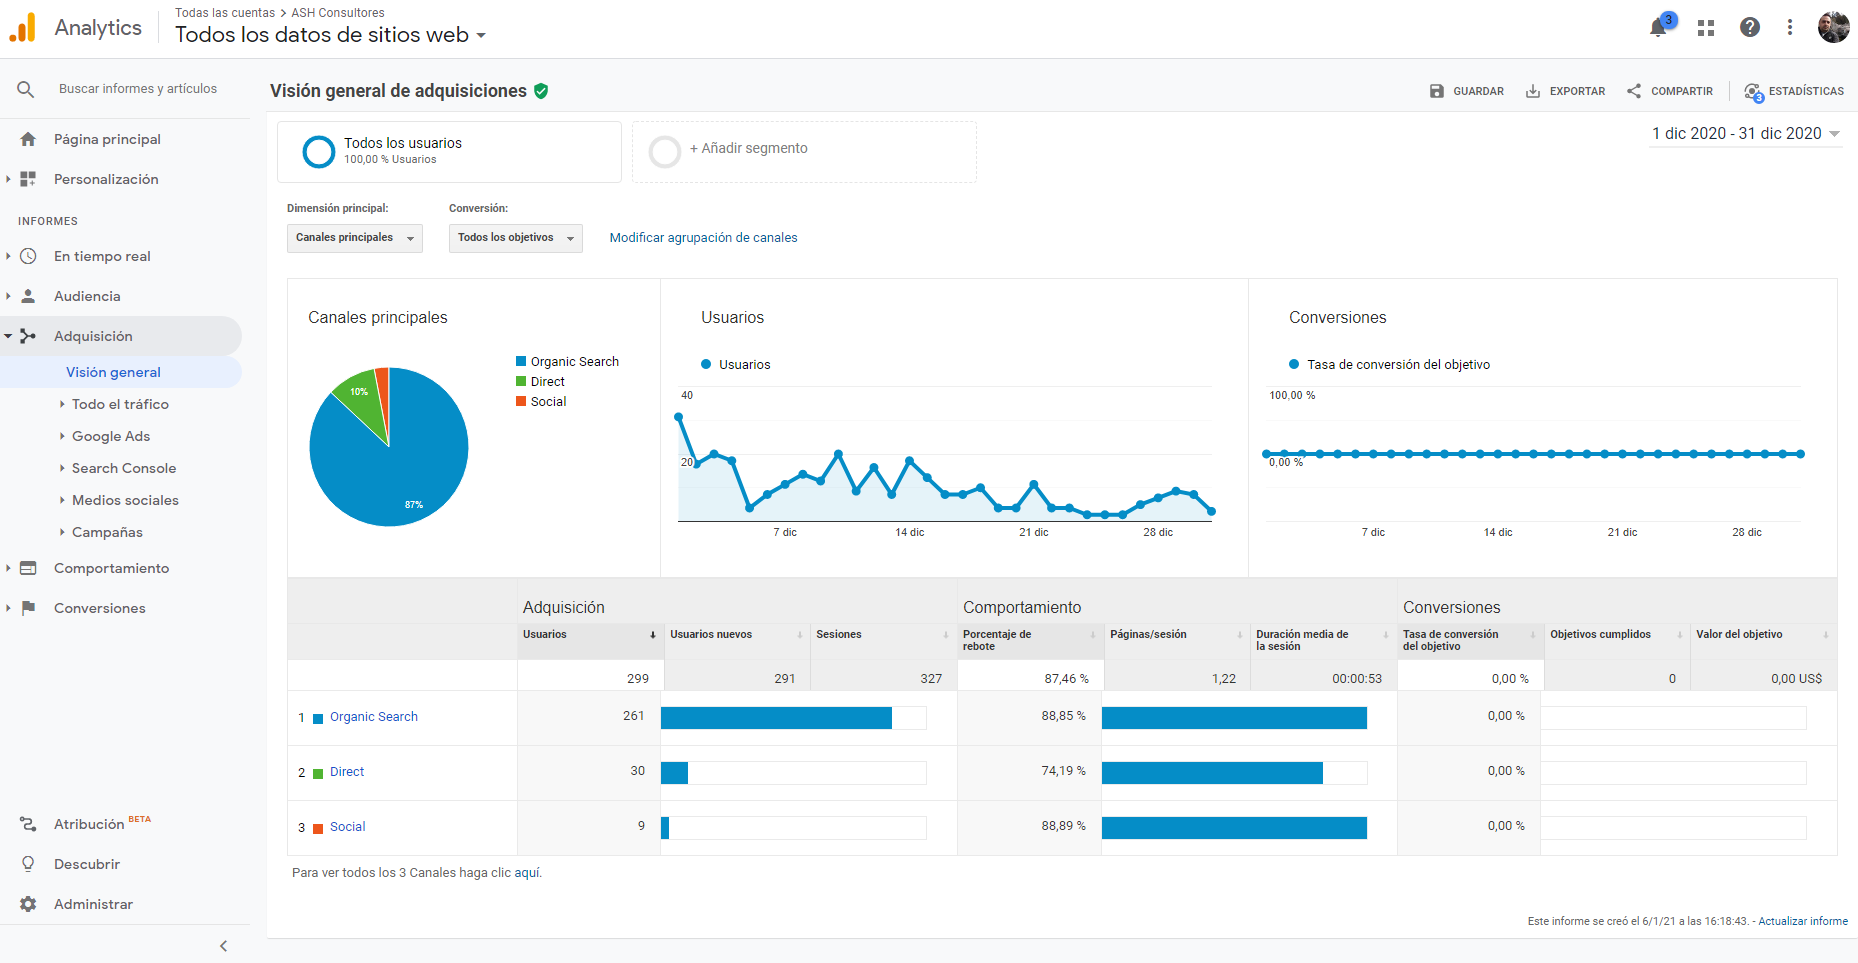 Analytics
Todas las cuentas > ASH Consultores
Todos los datos de sitios web
3
Buscar informes y artículos
Página principal
Personalización
INFORMES
En tiempo real
Audiencia
Adquisición
Visión general
Todo el tráfico
Google Ads
Search Console
Medios sociales
Campañas
Comportamiento
Conversiones
Atribución BETA
Descubrir
Administrar
Visión general de adquisiciones
GUARDAR
EXPORTAR
COMPARTIR
3
ESTADÍSTICAS
Todos los usuarios
100,00 % Usuarios
+ Añadir segmento
1 dic 2020 - 31 dic 2020
Dimensión principal:
Conversión:
Canales principales
Todos los objetivos
Modificar agrupación de canales
Canales principales
Organic Search
Direct
Social
10%
87%
Usuarios
Usuarios
40
20
7 dic
14 dic
21 dic
28 dic
Conversiones
Tasa de conversión del objetivo
100,00 %
0,00 %
7 dic
14 dic
21 dic
28 dic
Adquisición
Comportamiento
Conversiones
Usuarios
Usuarios nuevos
Sesiones
Porcentaje de
rebote
Páginas/sesión
Duración media de
la sesión
Tasa de conversión
del objetivo
Objetivos cumplidos
Valor del objetivo
299
291
327
87,46 %
1,22
00:00:53
0,00 %
0
0,00 US$
1 Organic Search 261 88,85 % 0,00 %
2 Direct 30 74,19 % 0,00 %
3 Social 9 88,89 % 0,00 %
Para ver todos los 3 Canales haga clic aquí.
Este informe se creó el 6/1/21 a las 16:18:43. - Actualizar informe